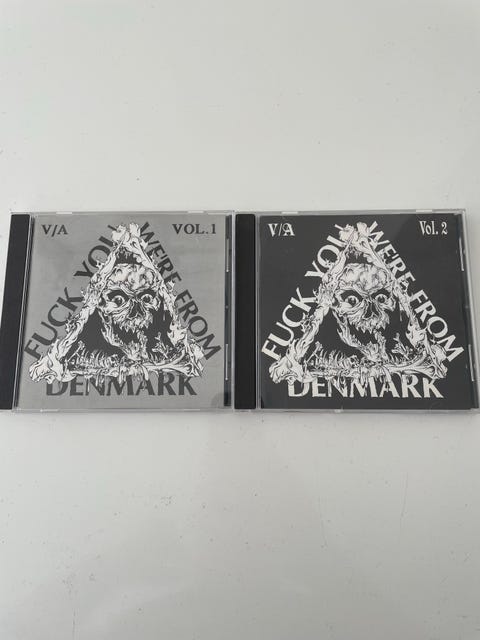 V/A VOL.1
FUCK YOU WE'RE FROM
DENMARK
V/A Vol. 2
FUCK YOU WE'RE FROM
DENMARK